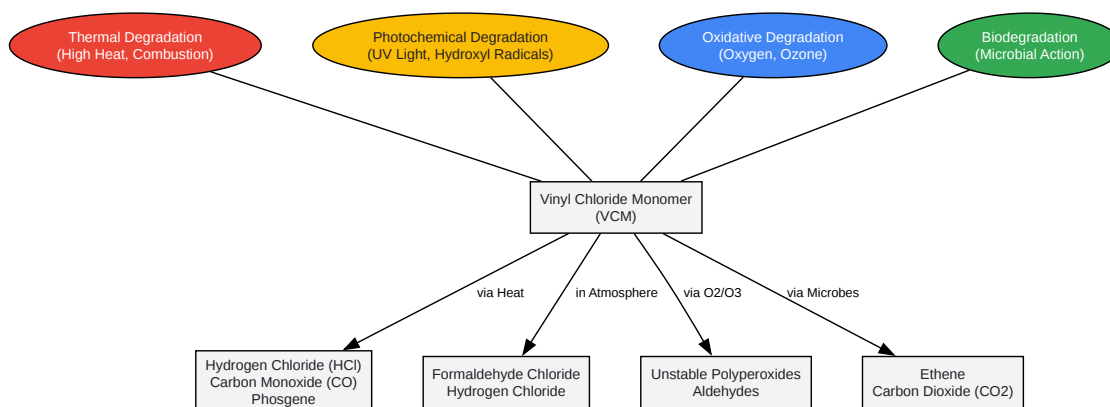 Thermal Degradation
(High Heat, Combustion)
Photochemical Degradation
(UV Light, Hydroxyl Radicals)
Oxidative Degradation
(Oxygen, Ozone)
Biodegradation
(Microbial Action)
Vinyl Chloride Monomer
(VCM)
via Heat
in Atmosphere
via O2/O3
via Microbes
Hydrogen Chloride (HCl)
Carbon Monoxide (CO)
Phosgene
Formaldehyde Chloride
Hydrogen Chloride
Unstable Polyperoxides
Aldehydes
Ethene
Carbon Dioxide (CO2)